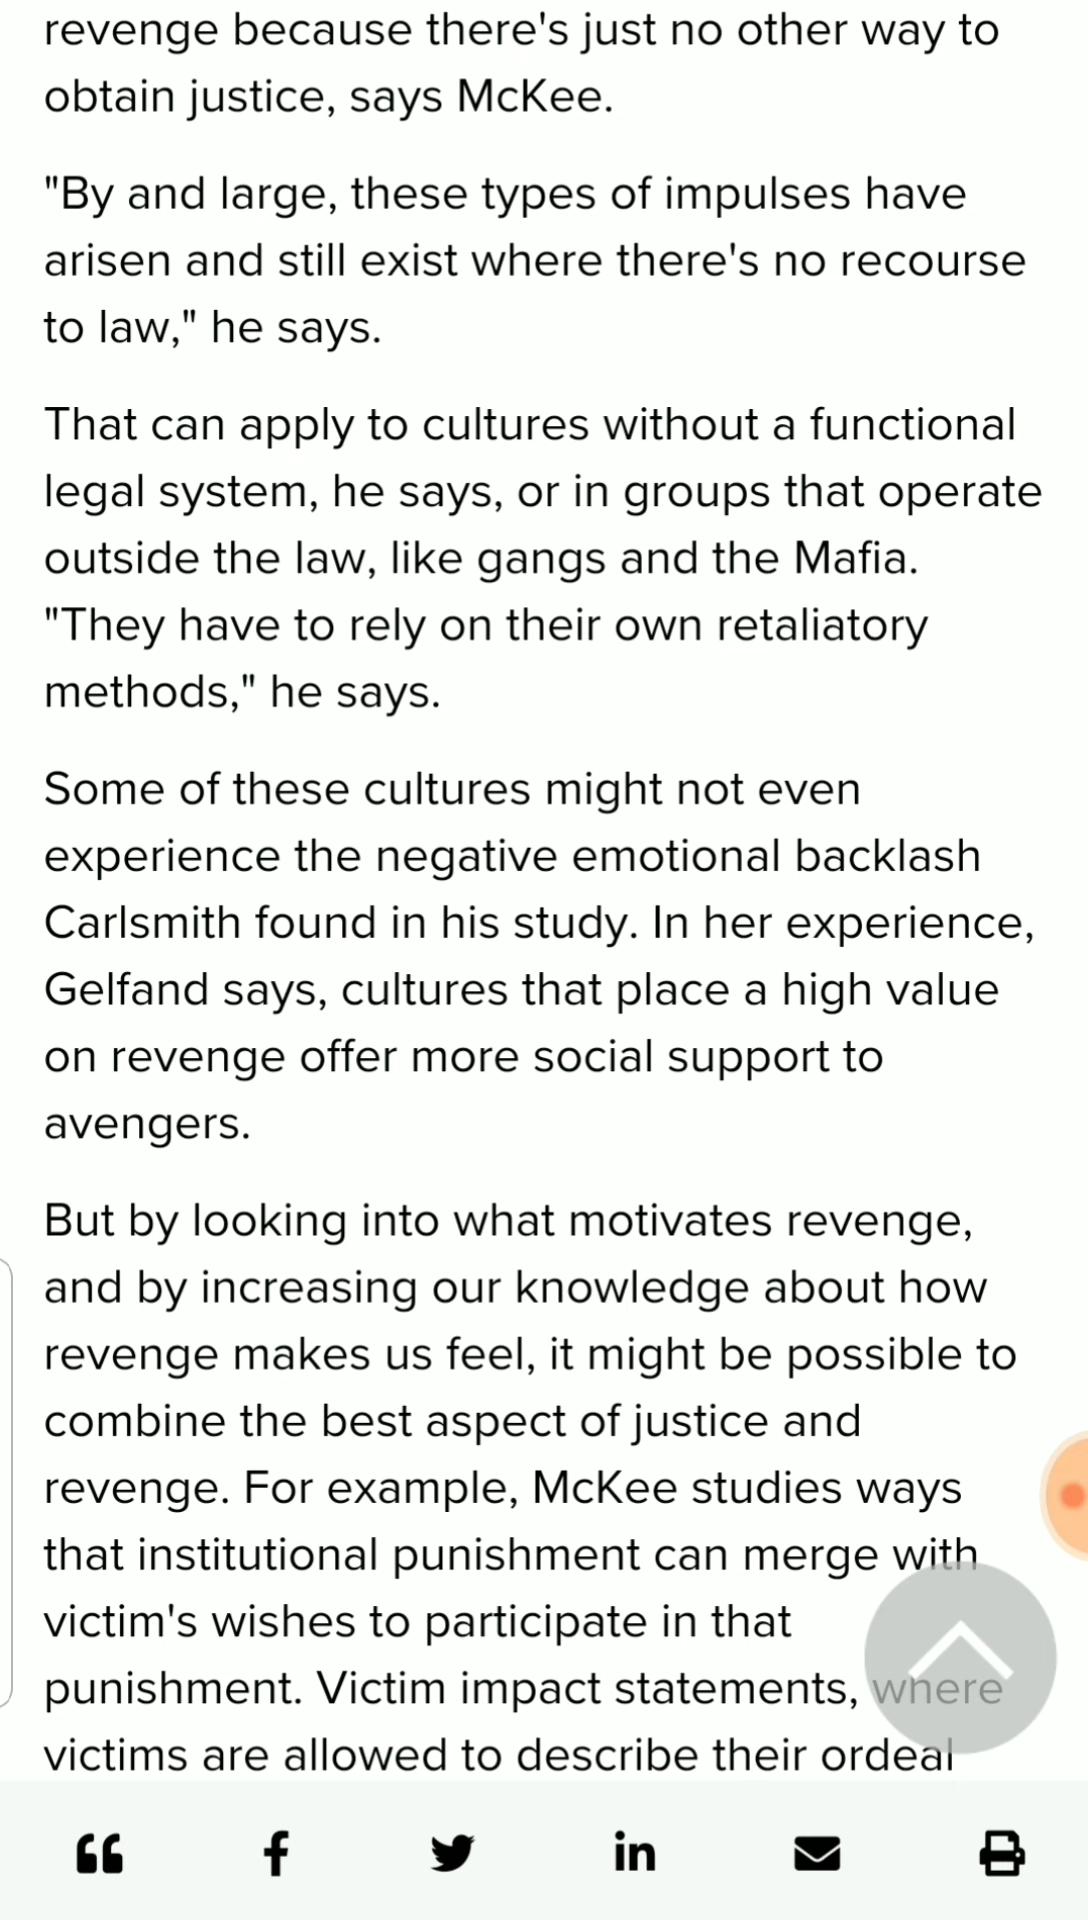 revenge because there's just no other way to
obtain justice, says McKee.
"By and large, these types of impulses have
arisen and still exist where there's no recourse
to law," he says.
That can apply to cultures without a functional
legal system, he says, or in groups that operate
outside the law, like gangs and the Mafia.
"They have to rely on their own retaliatory
methods," he says.
Some of these cultures might not even
experience the negative emotional backlash
Carlsmith found in his study. In her experience,
Gelfand says, cultures that place a high value
on revenge offer more social support to
avengers.
But by looking into what motivates revenge,
and by increasing our knowledge about how
revenge makes us feel, it might be possible to
combine the best aspect of justice and
revenge. For example, McKee studies ways
that institutional punishment can merge with
victim's wishes to participate in that
punishment. Victim impact statements, where
victims are allowed to describe their ordeal